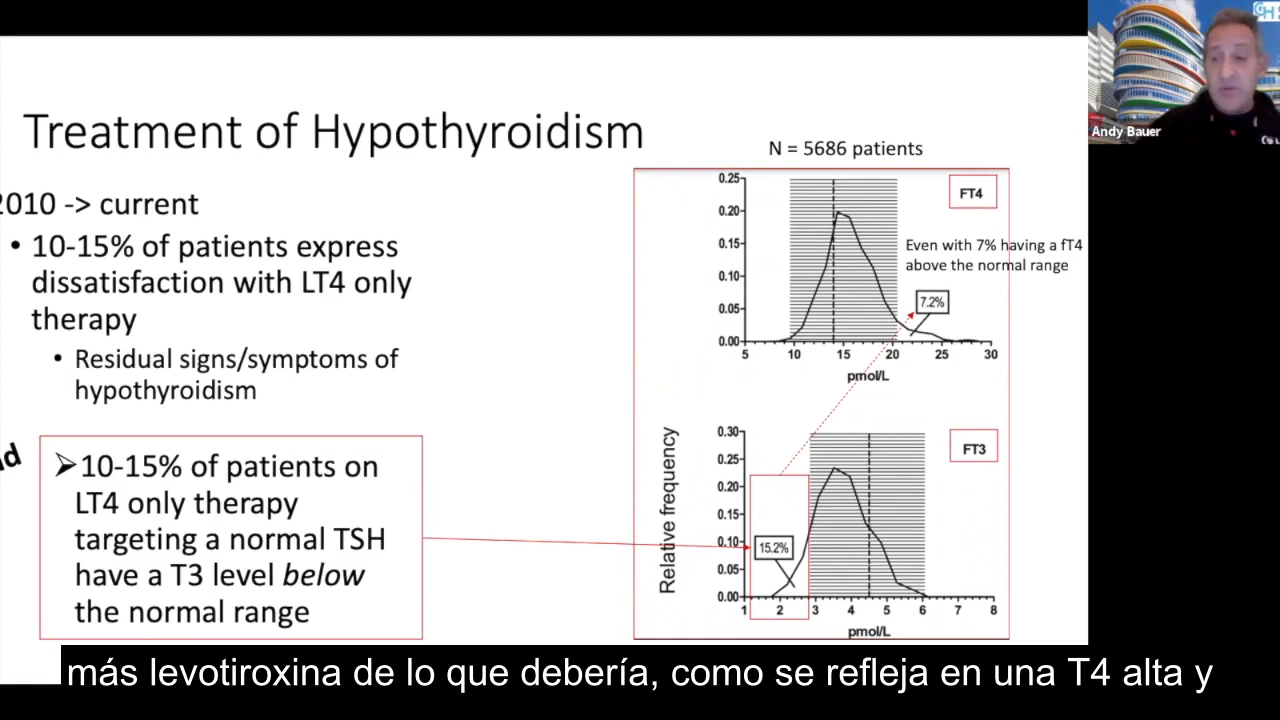 Andy Bauer
Treatment of Hypothyroidism
2010 -> current
• 10-15% of patients express
dissatisfaction with LT4 only
therapy
• Residual signs/symptoms of
hypothyroidism
➢10-15% of patients on
LT4 only therapy
targeting a normal TSH
have a T3 level below
the normal range
N = 5686 patients
FT4
0.25
0.20
0.15
0.10
0.05
0.00
5 10 15 20 25 30
pmol/L
7.2%
Even with 7% having a fT4
above the normal range
Relative frequency
FT3
0.30
0.25
0.20
0.15
0.10
0.05
0.00
1 2 3 4 5 6 7 8
pmol/L
15.2%
más levotiroxina de lo que debería, como se refleja en una T4 alta y